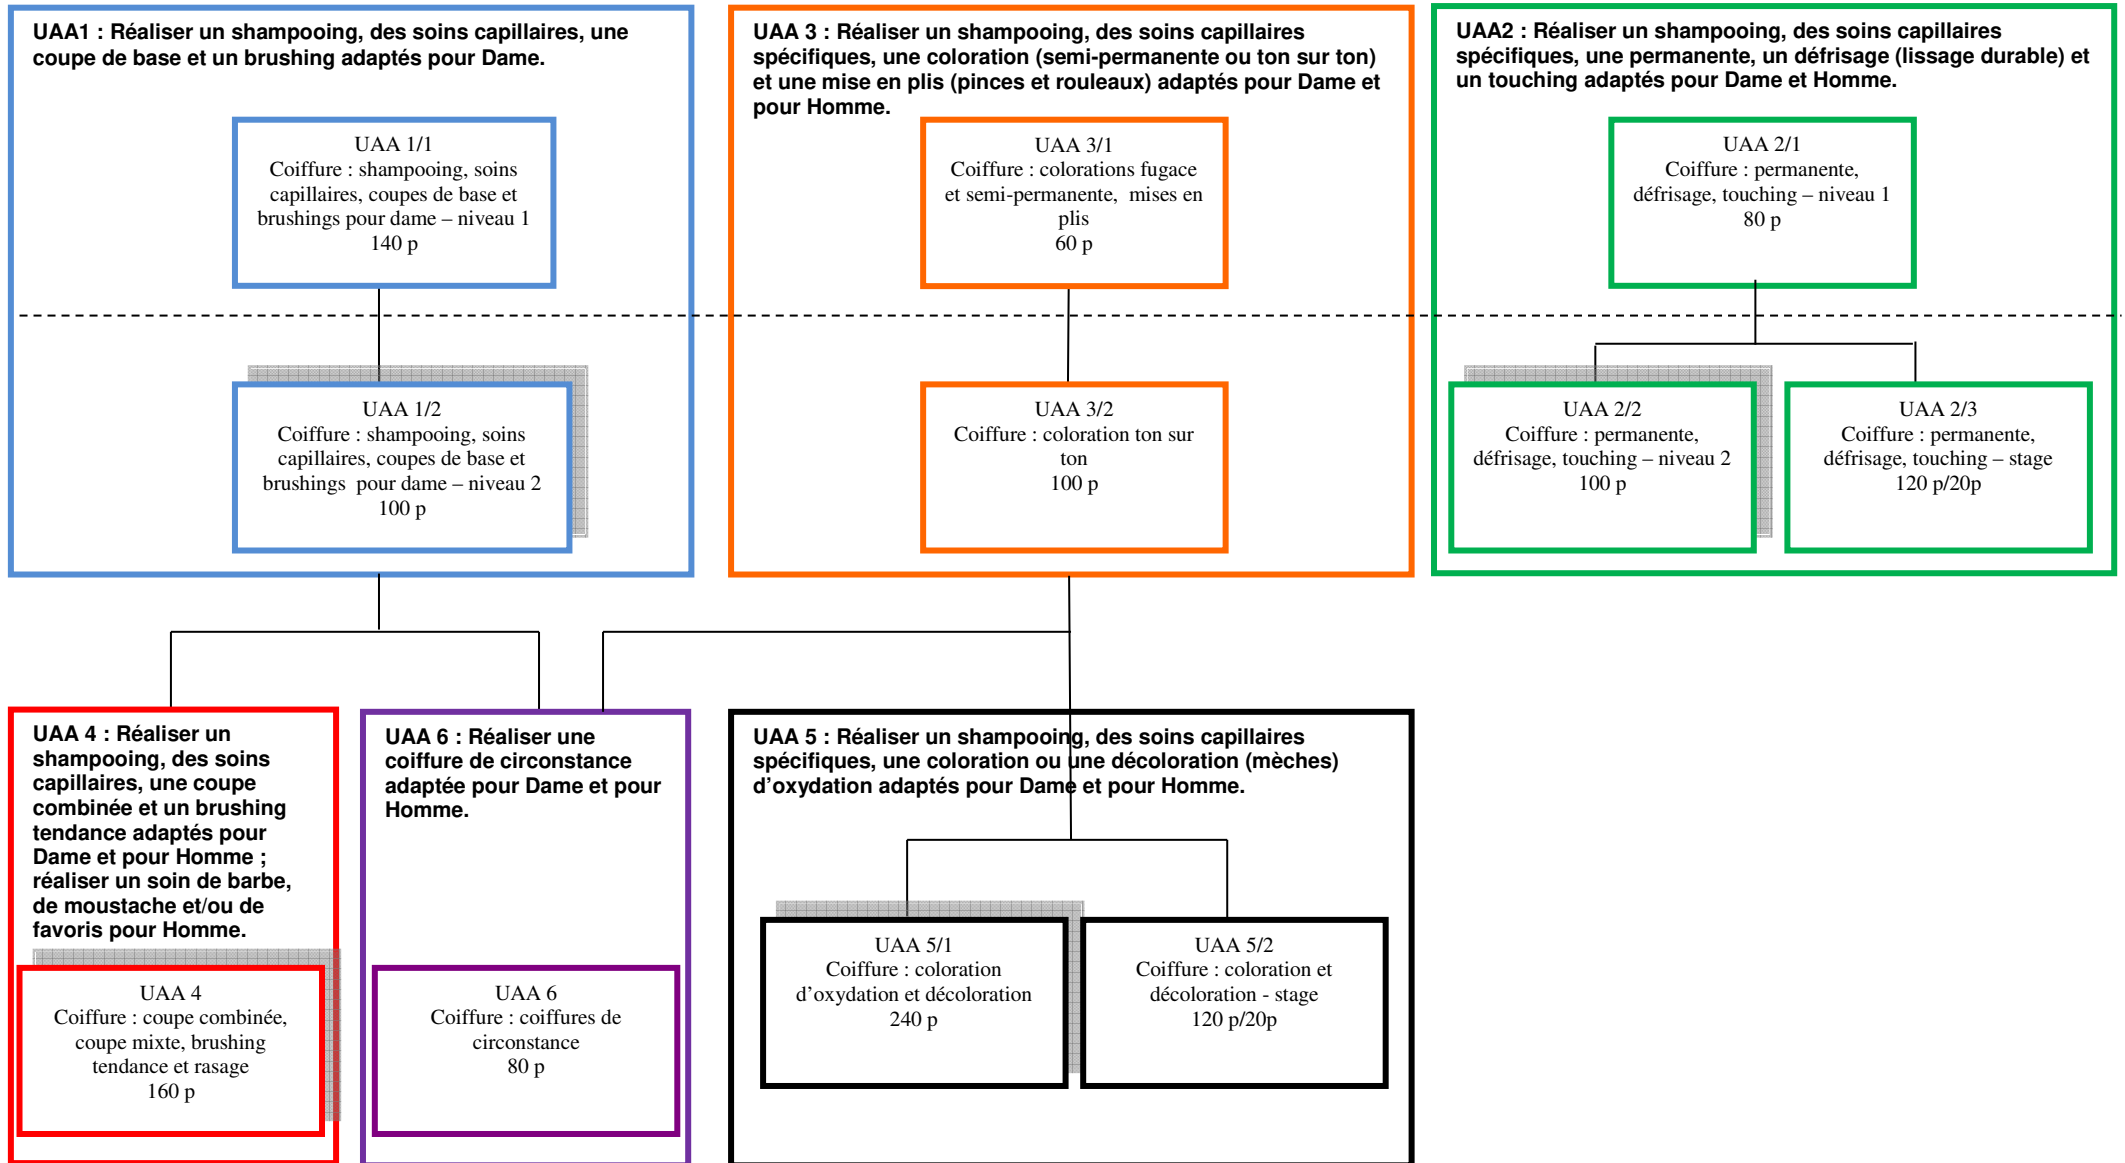 UAA1 : Réaliser un shampooing, des soins capillaires, une
coupe de base et un brushing adaptés pour Dame.
UAA 1/1
Coiffure : shampooing, soins
capillaires, coupes de base et
brushings pour dame – niveau 1
140 p
UAA 1/2
Coiffure : shampooing, soins
capillaires, coupes de base et
brushings pour dame – niveau 2
100 p
UAA 3 : Réaliser un shampooing, des soins capillaires
spécifiques, une coloration (semi-permanente ou ton sur ton)
et une mise en plis (pinces et rouleaux) adaptés pour Dame et
pour Homme.
UAA 3/1
Coiffure : colorations fugace
et semi-permanente, mises en
plis
60 p
UAA 3/2
Coiffure : coloration ton sur
ton
100 p
UAA2 : Réaliser un shampooing, des soins capillaires
spécifiques, une permanente, un défrisage (lissage durable) et
un touching adaptés pour Dame et Homme.
UAA 2/1
Coiffure : permanente,
défrisage, touching – niveau 1
80 p
UAA 2/2
Coiffure : permanente,
défrisage, touching – niveau 2
100 p
UAA 2/3
Coiffure : permanente,
défrisage, touching – stage
120 p/20p
UAA 4 : Réaliser un
shampooing, des soins
capillaires, une coupe
combinée et un brushing
tendance adaptés pour
Dame et pour Homme ;
réaliser un soin de barbe,
de moustache et/ou de
favoris pour Homme.
UAA 4
Coiffure : coupe combinée,
coupe mixte, brushing
tendance et rasage
160 p
UAA 6 : Réaliser une
coiffure de circonstance
adaptée pour Dame et pour
Homme.
UAA 6
Coiffure : coiffures de
circonstance
80 p
UAA 5 : Réaliser un shampooing, des soins capillaires
spécifiques, une coloration ou une décoloration (mèches)
d’oxydation adaptés pour Dame et pour Homme.
UAA 5/1
Coiffure : coloration
d’oxydation et décoloration
240 p
UAA 5/2
Coiffure : coloration et
décoloration - stage
120 p/20p